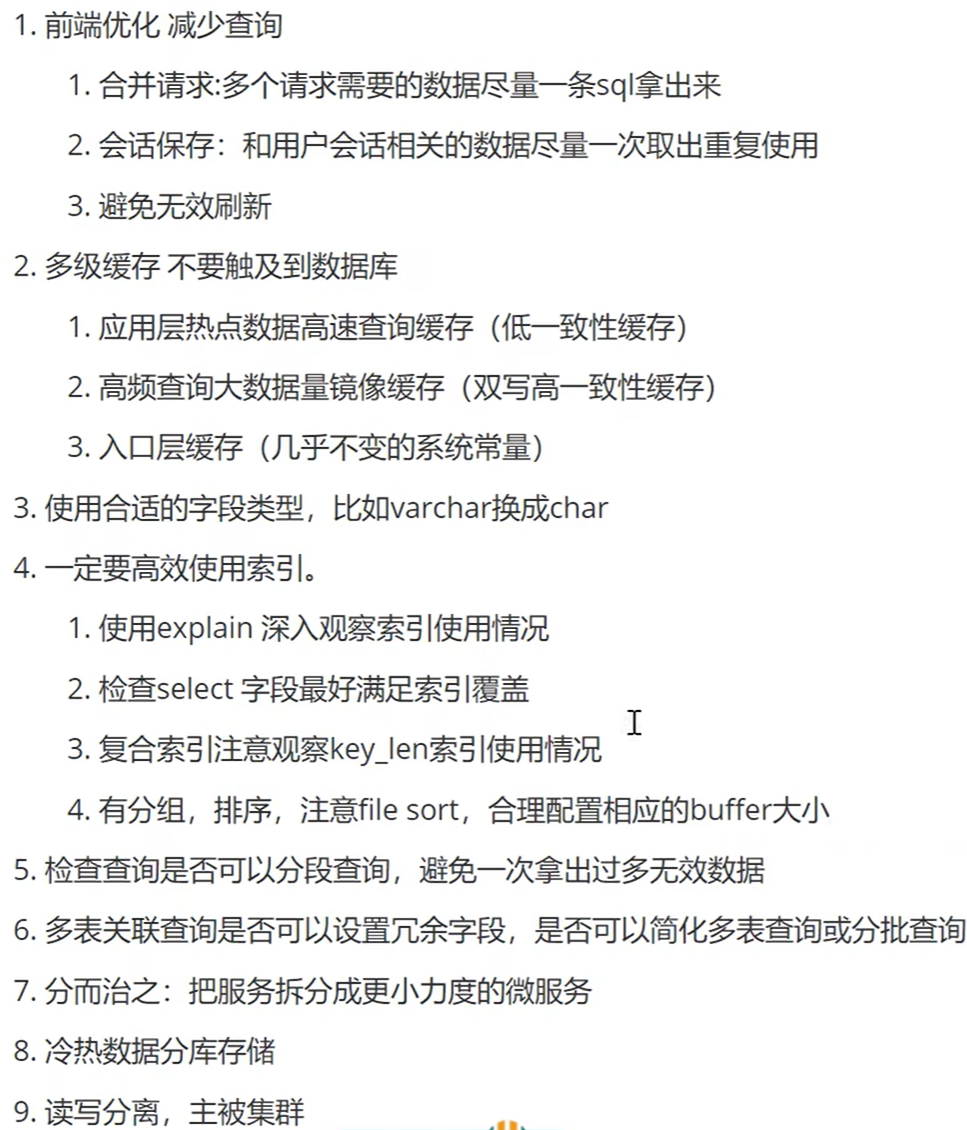 1. 前端优化 减少查询
1. 合并请求:多个请求需要的数据尽量一条sql拿出来
2. 会话保存：和用户会话相关的数据尽量一次取出重复使用
3. 避免无效刷新
2. 多级缓存 不要触及到数据库
1. 应用层热点数据高速查询缓存（低一致性缓存）
2. 高频查询大数据量镜像缓存（双写高一致性缓存）
3. 入口层缓存（几乎不变的系统常量）
3. 使用合适的字段类型，比如varchar换成char
4. 一定要高效使用索引。
1. 使用explain 深入观察索引使用情况
2. 检查select 字段最好满足索引覆盖
3. 复合索引注意观察key_len索引使用情况
4. 有分组，排序，注意file sort，合理配置相应的buffer大小
5. 检查查询是否可以分段查询，避免一次拿出过多无效数据
6. 多表关联查询是否可以设置冗余字段，是否可以简化多表查询或分批查询
7. 分而治之：把服务拆分成更小力度的微服务
8. 冷热数据分库存储
9. 读写分离，主被集群